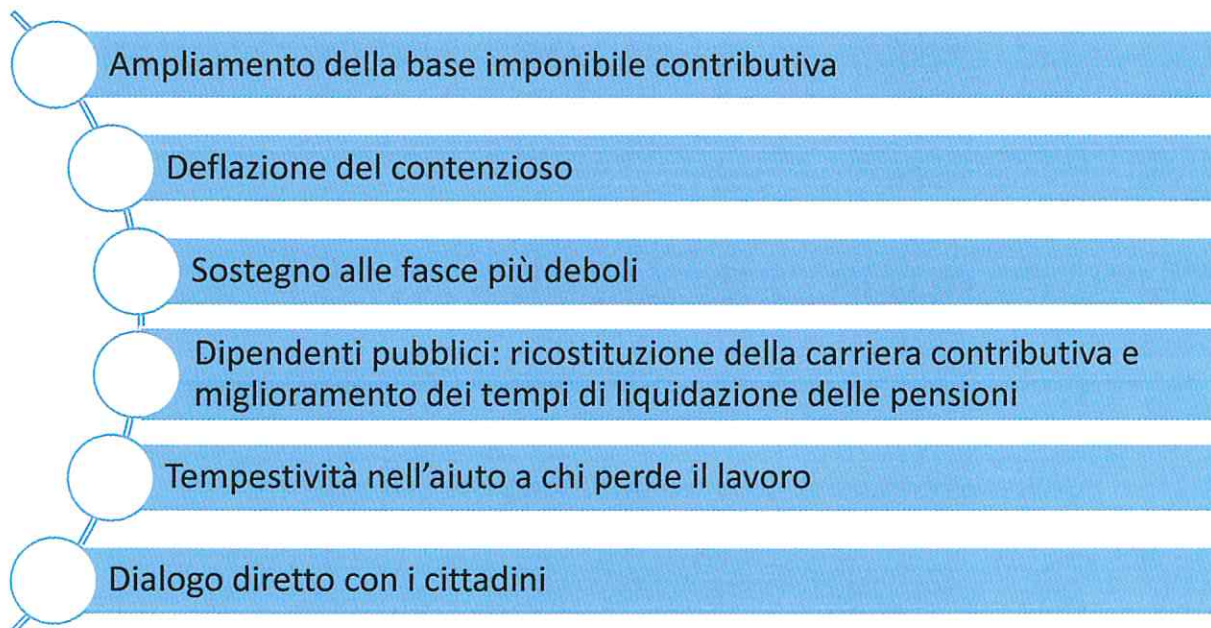 Ampliamento della base imponibile contributiva
Deflazione del contenzioso
Sostegno alle fasce più deboli
Dipendenti pubblici: ricostituzione della carriera contributiva e
miglioramento dei tempi di liquidazione delle pensioni
Tempestività nell'aiuto a chi perde il lavoro
Dialogo diretto con i cittadini